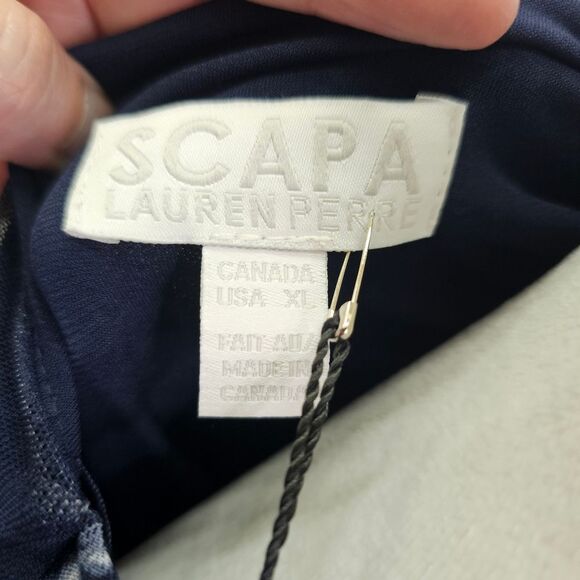 SCAPA
LAUREN PERRE
CANADA
USA XL
FAIT AU/
MADE IN
CANADA